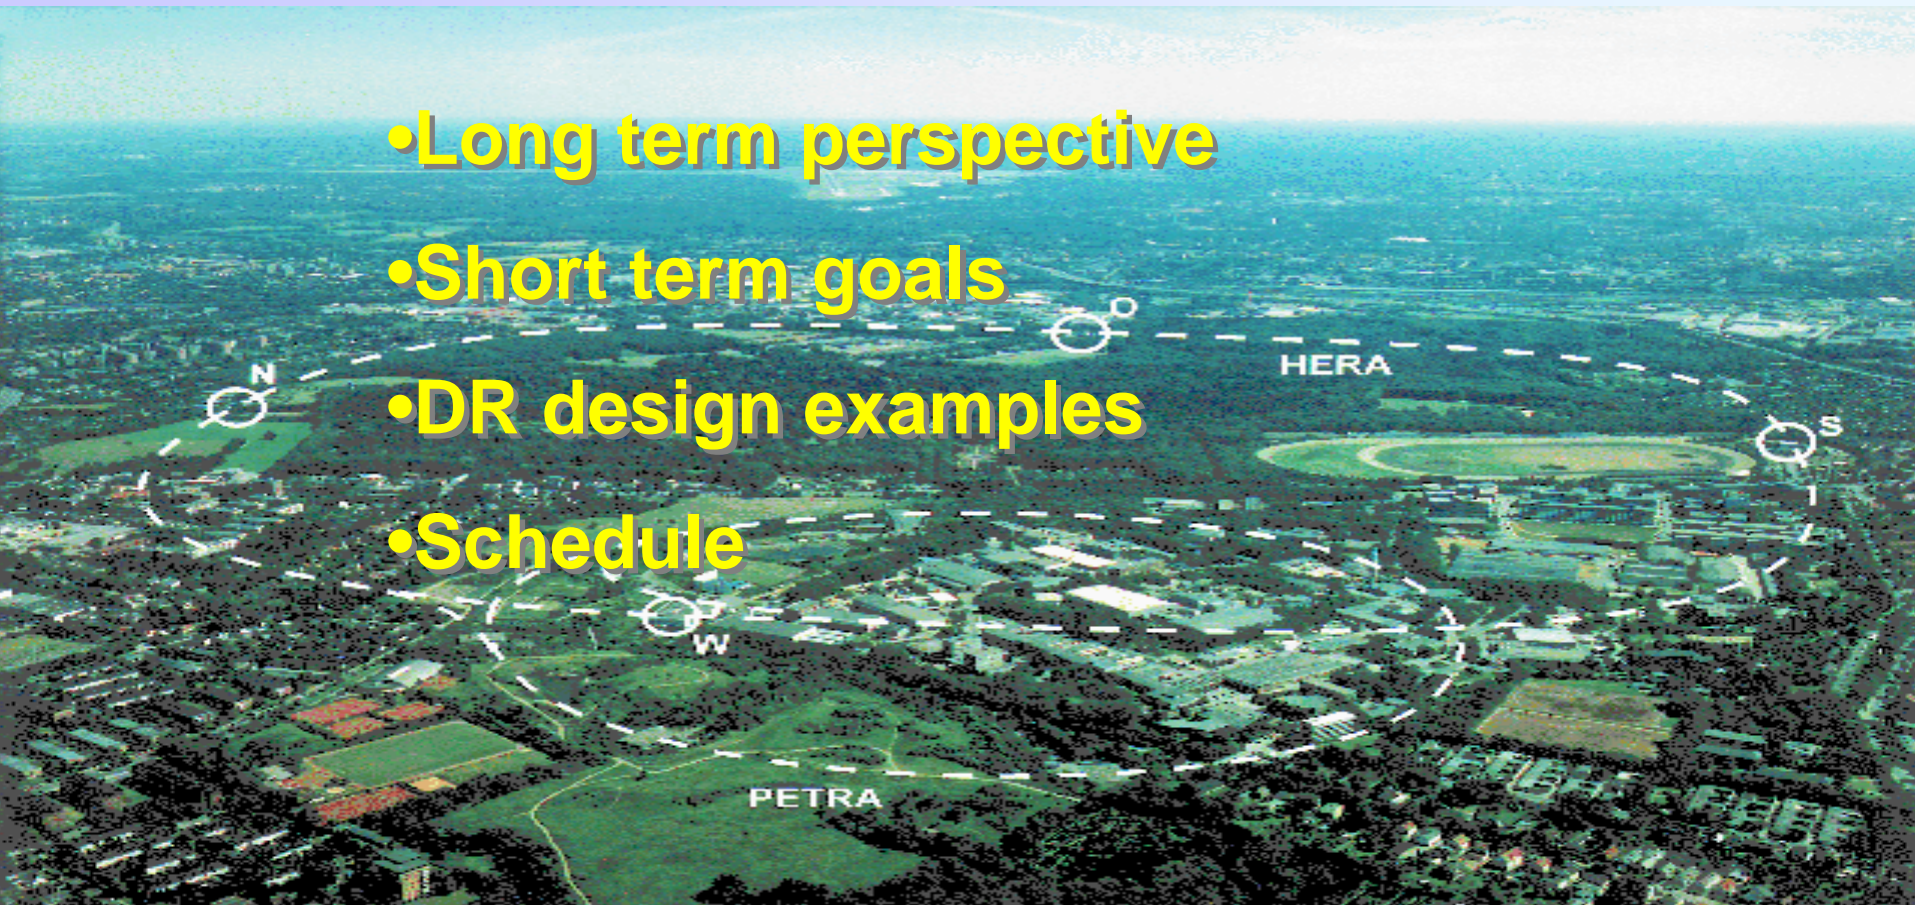 •Long term perspective
•Short term goals
O
HERA
N
•DR design examples
S
•Schedule
W
PETRA